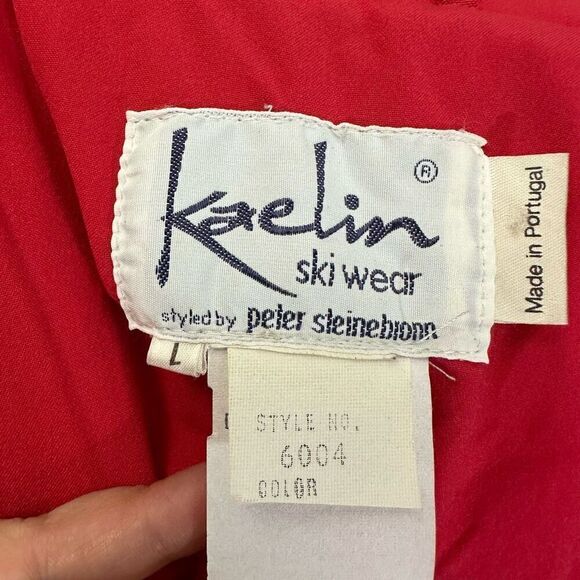 Kaelin ®
ski wear
styled by peter steinebronn
Made in Portugal
L
STYLE NO.
6004
COLOR